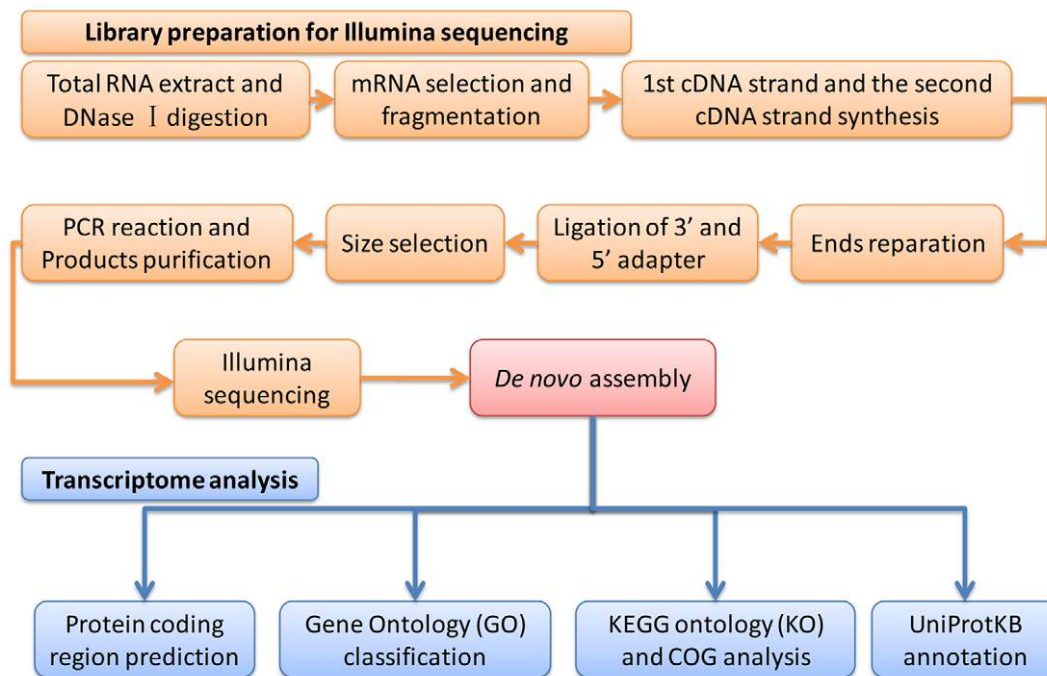 Library preparation for Illumina sequencing
Total RNA extract and
DNase Ⅰ digestion
mRNA selection and
fragmentation
1st cDNA strand and the second
cDNA strand synthesis
Ends reparation
Ligation of 3’ and
5’ adapter
Size selection
PCR reaction and
Products purification
Illumina
sequencing
De novo assembly
Transcriptome analysis
Protein coding
region prediction
Gene Ontology (GO)
classification
KEGG ontology (KO)
and COG analysis
UniProtKB
annotation